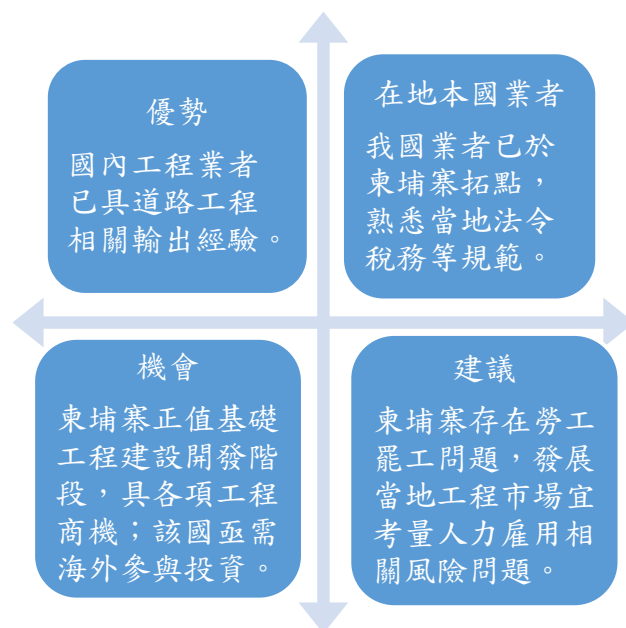 優勢
國內工程業者
已具道路工程
相關輸出經驗。
在地本國業者
我國業者已於
柬埔寨拓點，
熟悉當地法令
稅務等規範。
機會
柬埔寨正值基礎
工程建設開發階
段，具各項工程
商機；該國亟需
海外參與投資。
建議
柬埔寨存在勞工
罷工問題，發展
當地工程市場宜
考量人力雇用相
關風險問題。